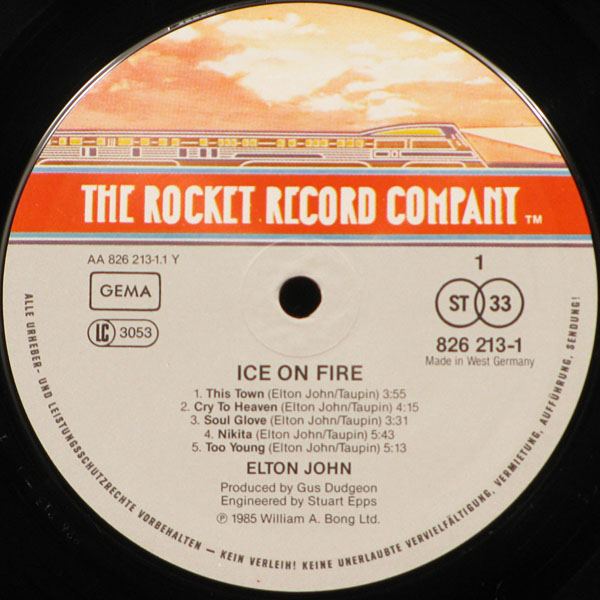 THE ROCKET RECORD COMPANY TM
AA 826 213-1.1 Y
1
GEMA
ST 33
LC 3053
826 213-1
Made in West Germany
ICE ON FIRE
1. This Town (Elton John/Taupin) 3:55
2. Cry To Heaven (Elton John/Taupin) 4:15
3. Soul Glove (Elton John/Taupin) 3:31
4. Nikita (Elton John/Taupin) 5:43
5. Too Young (Elton John/Taupin) 5:13
ELTON JOHN
Produced by Gus Dudgeon
Engineered by Stuart Epps
℗ 1985 William A. Bong Ltd.
ALLE URHEBER- UND LEISTUNGSSCHUTZRECHTE VORBEHALTEN – KEIN VERLEIH! KEINE UNERLAUBTE VERVIELFÄLTIGUNG, VERMIETUNG, AUFFÜHRUNG, SENDUNG!